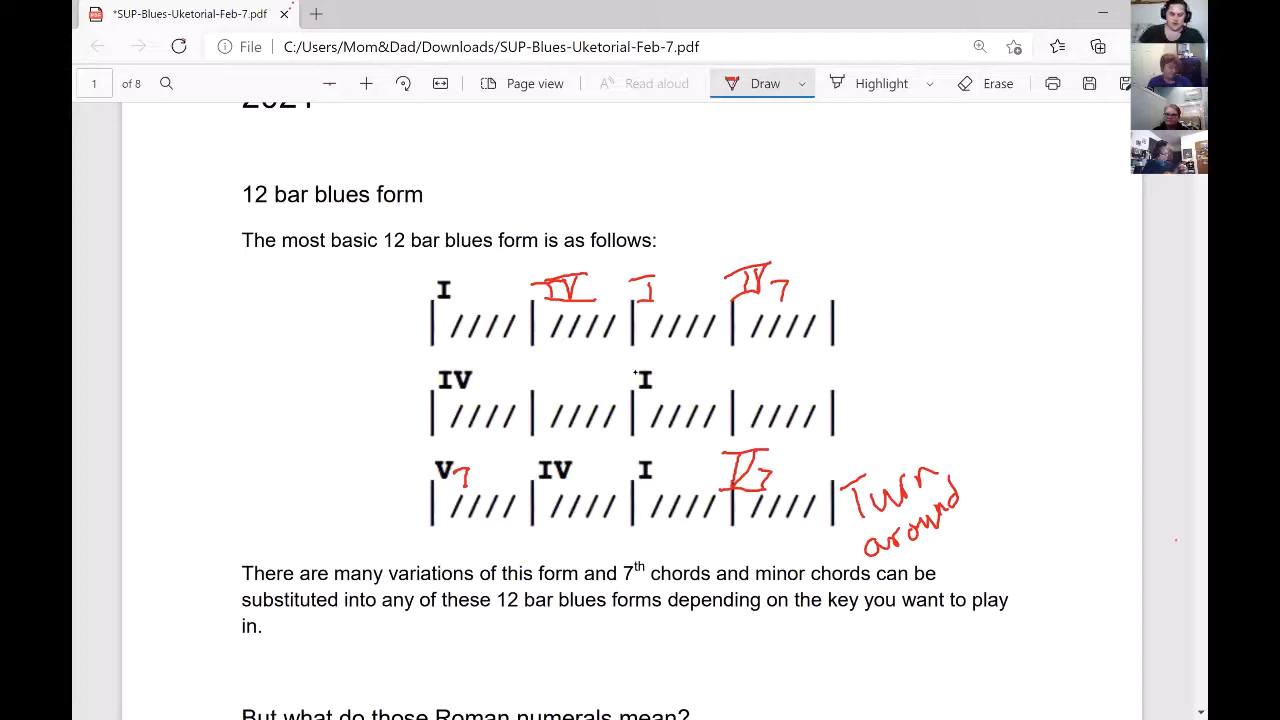 *SUP-Blues-Uketorial-Feb-7.pdf
File C:/Users/Mom&Dad/Downloads/SUP-Blues-Uketorial-Feb-7.pdf
1 of 8 Page view Read aloud Draw Highlight Erase
2021
12 bar blues form
The most basic 12 bar blues form is as follows:
I IV I IV7
| //// | //// | //// | //// |
IV I
| //// | //// | //// | //// |
V7 IV I V7
| //// | //// | //// | //// | Turn
around
There are many variations of this form and 7th chords and minor chords can be
substituted into any of these 12 bar blues forms depending on the key you want to play
in.
But what do those Roman numerals mean?